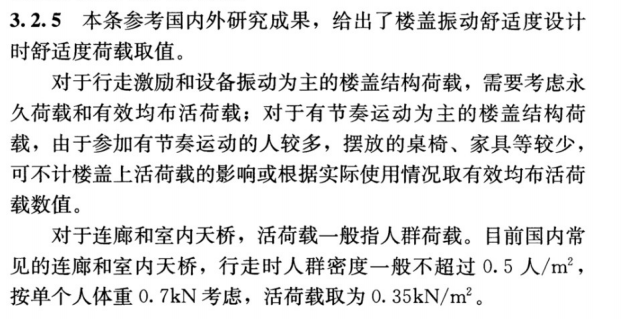 3.2.5 本条参考国内外研究成果，给出了楼盖振动舒适度设计
时舒适度荷载取值。
对于行走激励和设备振动为主的楼盖结构荷载，需要考虑永
久荷载和有效均布活荷载；对于有节奏运动为主的楼盖结构荷
载，由于参加有节奏运动的人较多，摆放的桌椅、家具等较少，
可不计楼盖上活荷载的影响或根据实际使用情况取有效均布活荷
载数值。
对于连廊和室内天桥，活荷载一般指人群荷载。目前国内常
见的连廊和室内天桥，行走时人群密度一般不超过 0.5 人/m²，
按单个人体重 0.7kN 考虑，活荷载取为 0.35kN/m²。